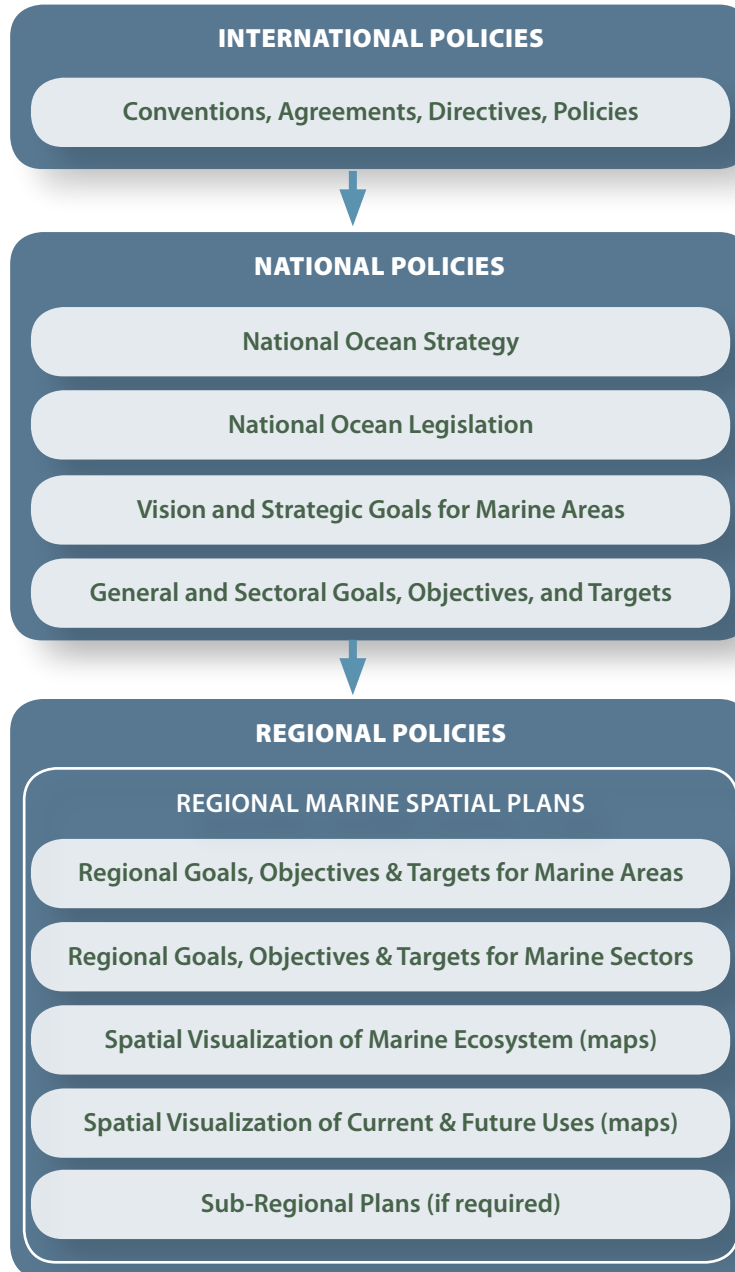 INTERNATIONAL POLICIES
Conventions, Agreements, Directives, Policies
NATIONAL POLICIES
National Ocean Strategy
National Ocean Legislation
Vision and Strategic Goals for Marine Areas
General and Sectoral Goals, Objectives, and Targets
REGIONAL POLICIES
REGIONAL MARINE SPATIAL PLANS
Regional Goals, Objectives & Targets for Marine Areas
Regional Goals, Objectives & Targets for Marine Sectors
Spatial Visualization of Marine Ecosystem (maps)
Spatial Visualization of Current & Future Uses (maps)
Sub-Regional Plans (if required)